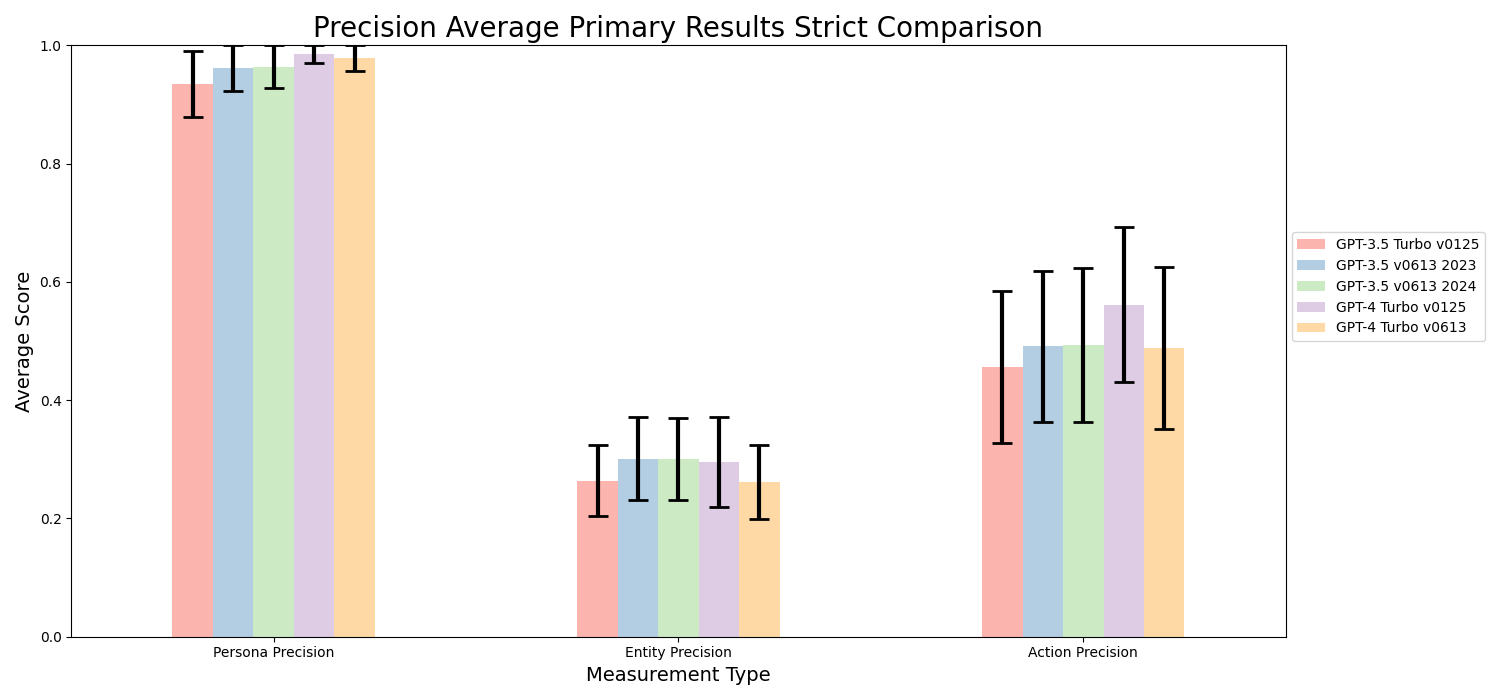 Precision Average Primary Results Strict Comparison
1.0
0.8
0.6
0.4
0.2
0.0
Average Score
Persona Precision
Entity Precision
Action Precision
Measurement Type
GPT-3.5 Turbo v0125
GPT-3.5 v0613 2023
GPT-3.5 v0613 2024
GPT-4 Turbo v0125
GPT-4 Turbo v0613